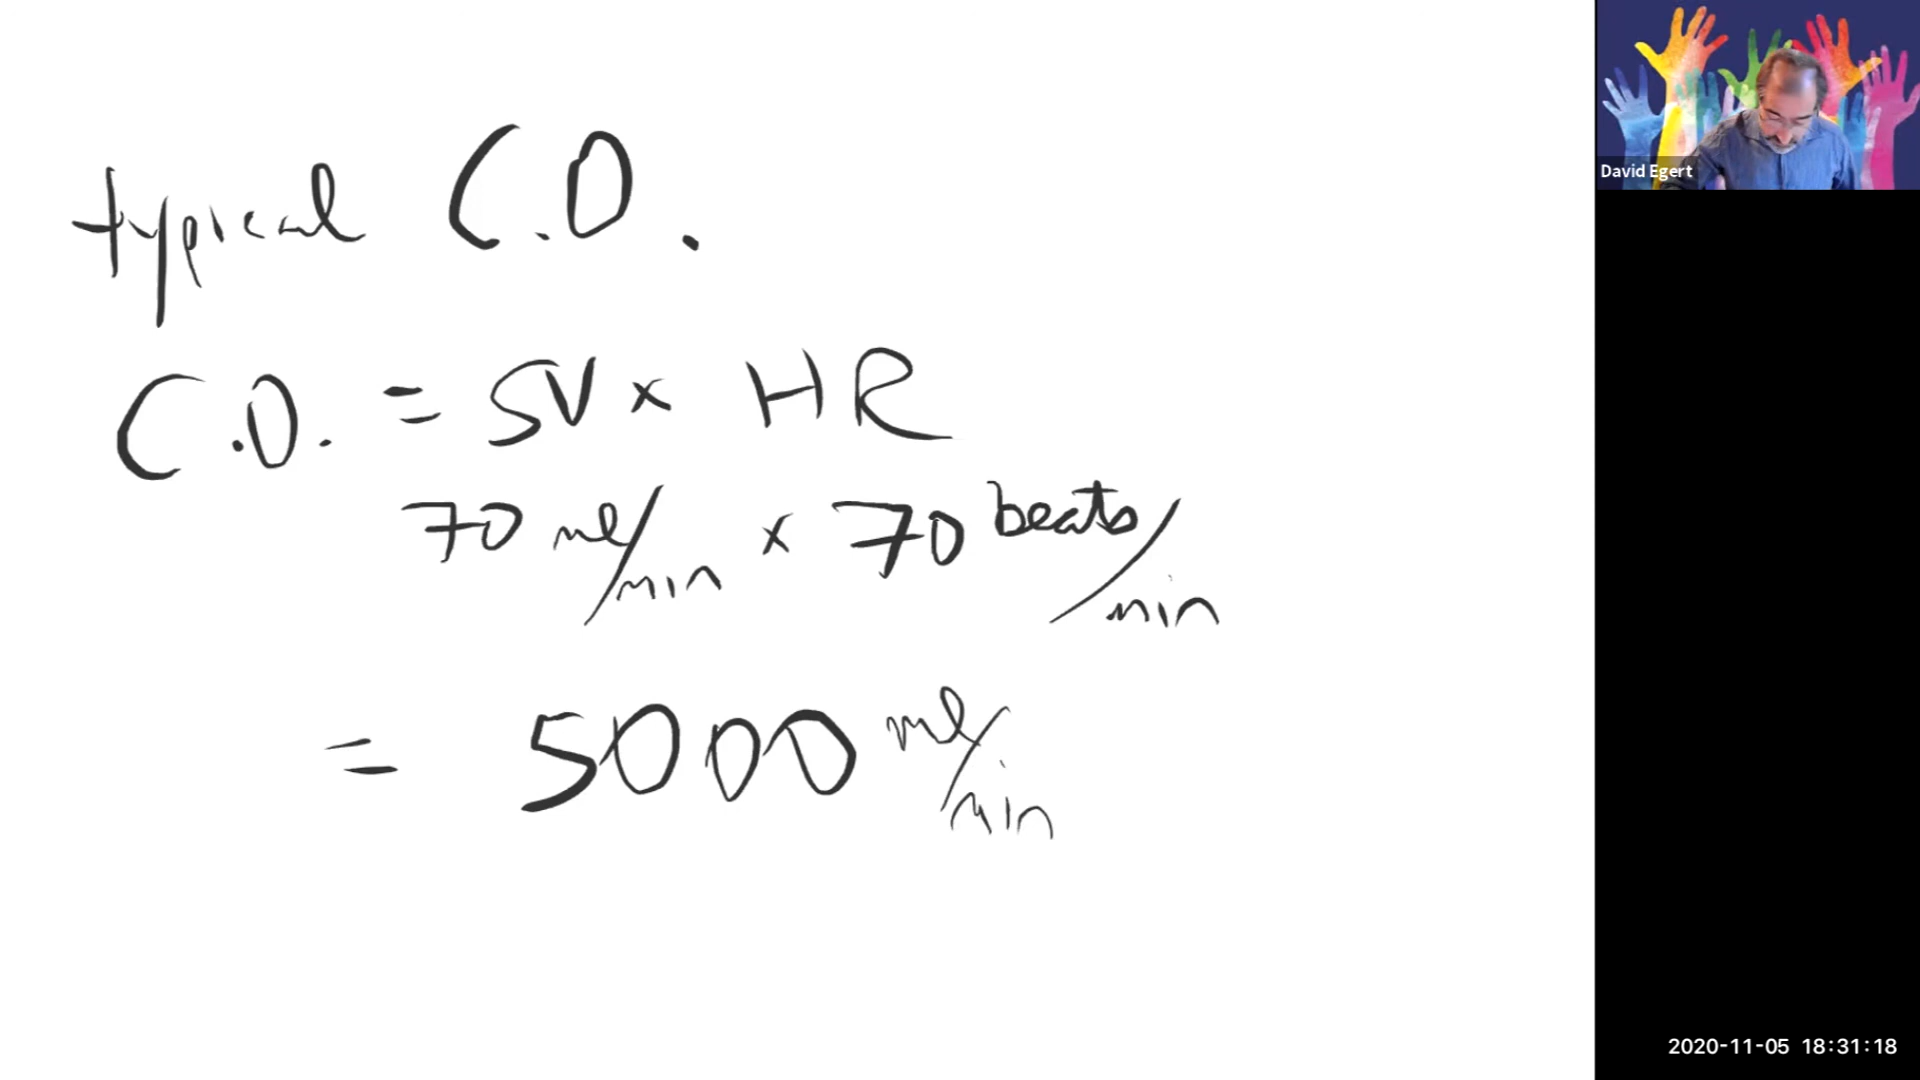 typical C.O.
C.O. = SV x HR
70 ml/min x 70 beats/min
= 5000 ml/min
David Egert
2020-11-05 18:31:18